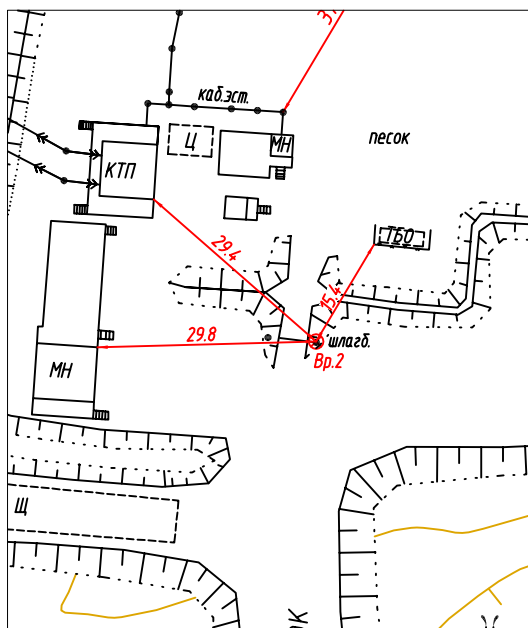 каб.эст.
Ц
МН
песок
КТП
ТБО
29.4
15.4
29.8
шлагб.
Вр.2
МН
Щ